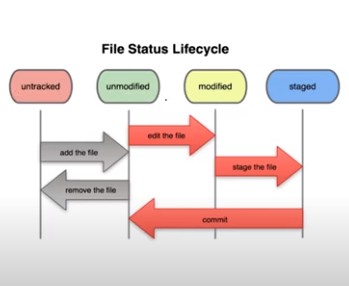 File Status Lifecycle
untracked
unmodified
modified
staged
edit the file
add the file
stage the file
remove the file
commit